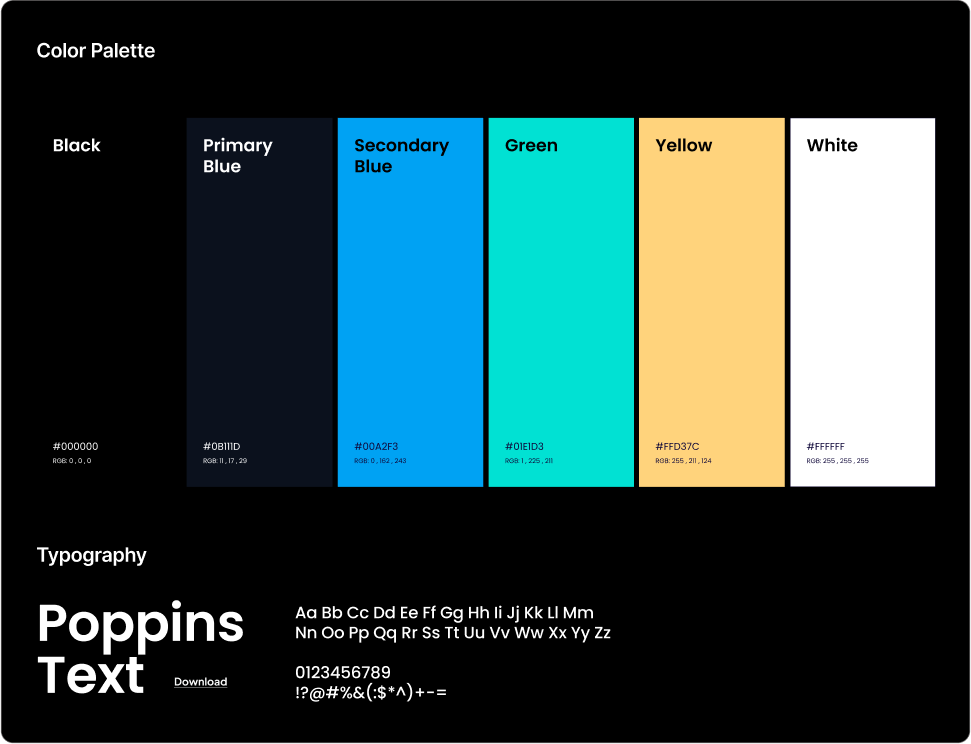 Color Palette
Black
Primary
Blue
Secondary
Blue
Green
Yellow
White
#000000
RGB: 0 , 0 , 0
#0B111D
RGB: 11 , 17 , 29
#00A2F3
RGB: 0 , 162 , 243
#01E1D3
RGB: 1 , 225 , 211
#FFD37C
RGB: 255 , 211 , 124
#FFFFFF
RGB: 255 , 255 , 255
Typography
Poppins
Text
Download
Aa Bb Cc Dd Ee Ff Gg Hh Ii Jj Kk Ll Mm
Nn Oo Pp Qq Rr Ss Tt Uu Vv Ww Xx Yy Zz
0123456789
!?@#%&(:$*^)+-=